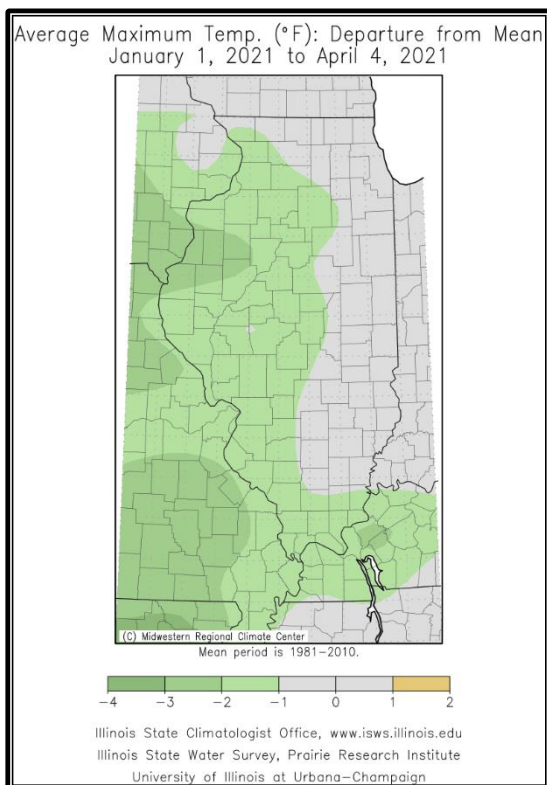 Average Maximum Temp. (°F): Departure from Mean
January 1, 2021 to April 4, 2021
(C) Midwestern Regional Climate Center
Mean period is 1981-2010.
-4 -3 -2 -1 0 1 2
Illinois State Climatologist Office, www.isws.illinois.edu
Illinois State Water Survey, Prairie Research Institute
University of Illinois at Urbana-Champaign